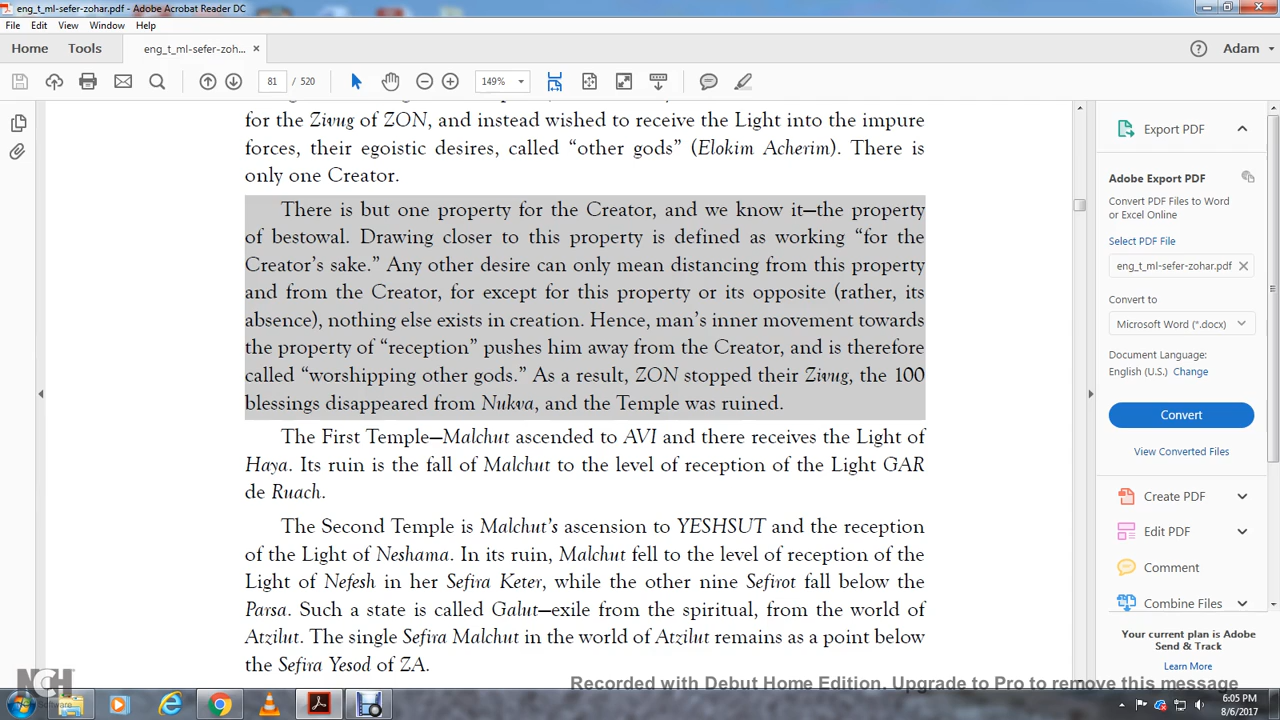 eng_t_ml-sefer-zohar.pdf - Adobe Acrobat Reader DC
File Edit View Window Help
Home Tools eng_t_ml-sefer-zoh... × Adam
81 / 520 149%
for the Zivug of ZON, and instead wished to receive the Light into the impure
forces, their egoistic desires, called “other gods” (Elokim Acherim). There is
only one Creator.
There is but one property for the Creator, and we know it—the property
of bestowal. Drawing closer to this property is defined as working “for the
Creator’s sake.” Any other desire can only mean distancing from this property
and from the Creator, for except for this property or its opposite (rather, its
absence), nothing else exists in creation. Hence, man’s inner movement towards
the property of “reception” pushes him away from the Creator, and is therefore
called “worshipping other gods.” As a result, ZON stopped their Zivug, the 100
blessings disappeared from Nukva, and the Temple was ruined.
The First Temple—Malchut ascended to AVI and there receives the Light of
Haya. Its ruin is the fall of Malchut to the level of reception of the Light GAR
de Ruach.
The Second Temple is Malchut’s ascension to YESHSUT and the reception
of the Light of Neshama. In its ruin, Malchut fell to the level of reception of the
Light of Nefesh in her Sefira Keter, while the other nine Sefirot fall below the
Parsa. Such a state is called Galut—exile from the spiritual, from the world of
Atzilut. The single Sefira Malchut in the world of Atzilut remains as a point below
the Sefira Yesod of ZA.
Export PDF
Adobe Export PDF
Convert PDF Files to Word
or Excel Online
Select PDF File
eng_t_ml-sefer-zohar.pdf ×
Convert to
Microsoft Word (*.docx)
Document Language:
English (U.S.) Change
Convert
View Converted Files
Create PDF
Edit PDF
Comment
Combine Files
Your current plan is Adobe
Send & Track
Learn More
NCH Software
Recorded with Debut Home Edition. Upgrade to Pro to remove this message
6:05 PM
8/6/2017